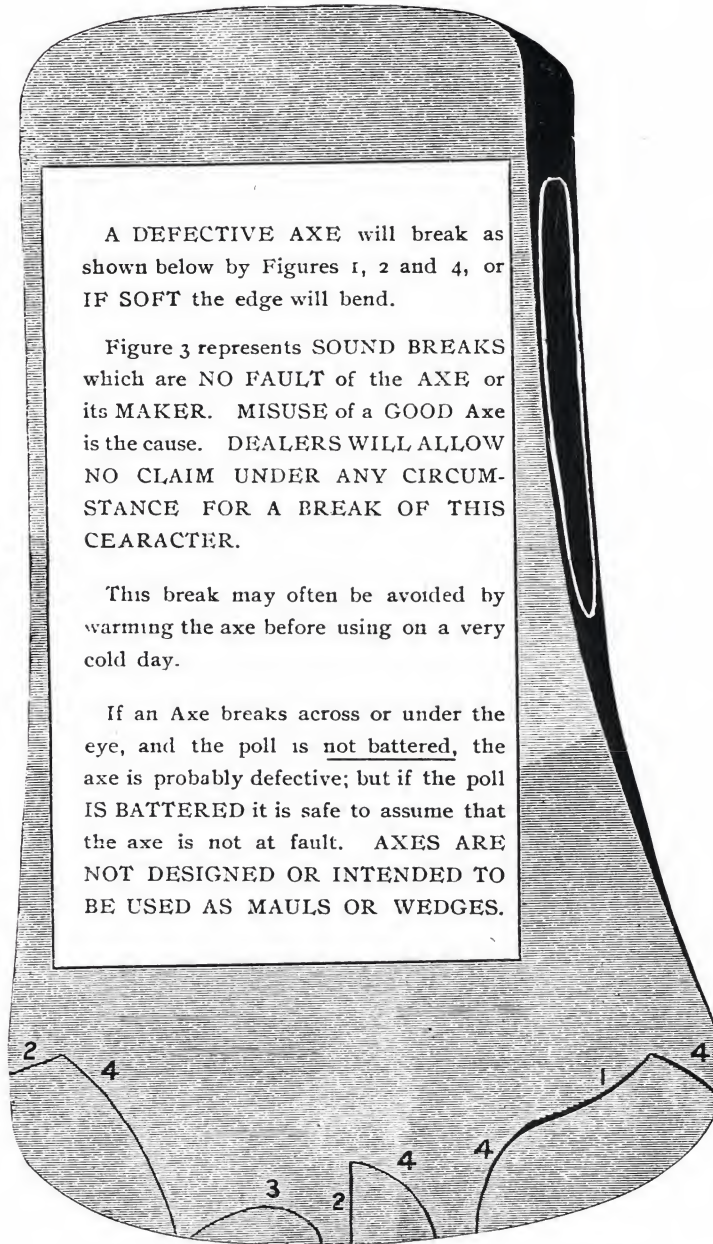 A DEFECTIVE AXE will break as
shown below by Figures 1, 2 and 4, or
IF SOFT the edge will bend.
Figure 3 represents SOUND BREAKS
which are NO FAULT of the AXE or
its MAKER. MISUSE of a GOOD Axe
is the cause. DEALERS WILL ALLOW
NO CLAIM UNDER ANY CIRCUM-
STANCE FOR A BREAK OF THIS
CEARACTER.
This break may often be avoided by
warming the axe before using on a very
cold day.
If an Axe breaks across or under the
eye, and the poll is not battered, the
axe is probably defective; but if the poll
IS BATTERED it is safe to assume that
the axe is not at fault. AXES ARE
NOT DESIGNED OR INTENDED TO
BE USED AS MAULS OR WEDGES.
2 4 1 4
3 2 4 4